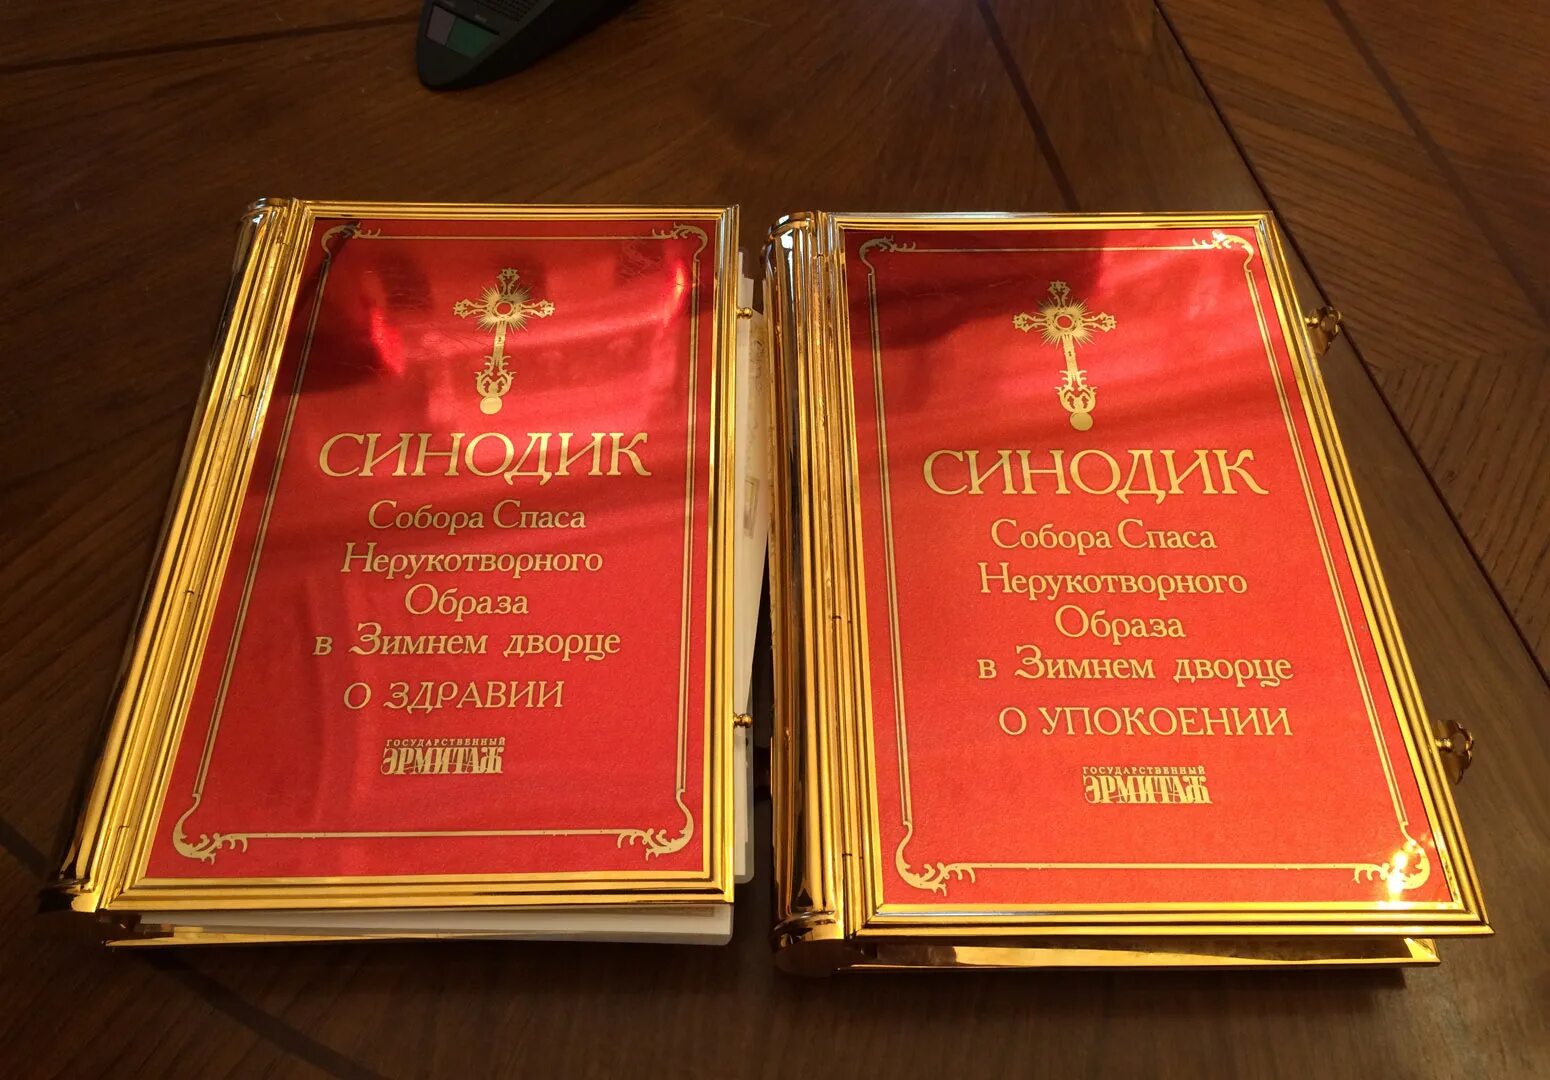 СИНОДИК
Собора Спаса
Нерукотворного
Образа
в Зимнем дворце
О ЗДРАВИИ
ГОСУДАРСТВЕННЫЙ
ЭРМИТАЖ
СИНОДИК
Собора Спаса
Нерукотворного
Образа
в Зимнем дворце
О УПОКОЕНИИ
ГОСУДАРСТВЕННЫЙ
ЭРМИТАЖ